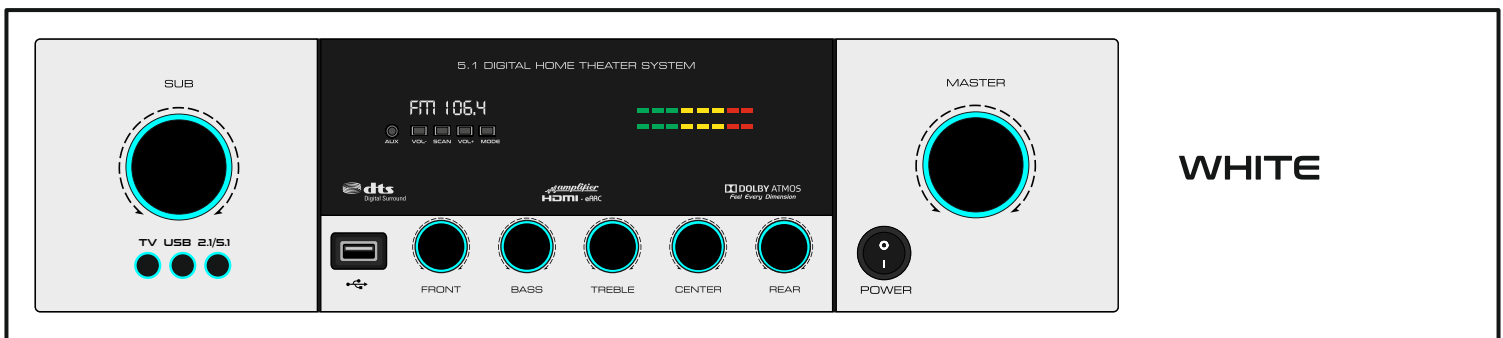 5.1 DIGITAL HOME THEATER SYSTEM
SUB
MASTER
FM 106.4
AUX VOL- SCAN VOL+ MODE
WHITE
dts
Digital Surround
amplifier
HDMI - eARC
DOLBY ATMOS
Feel Every Dimension
TV USB 2.1/5.1
FRONT BASS TREBLE CENTER REAR
O
I
POWER